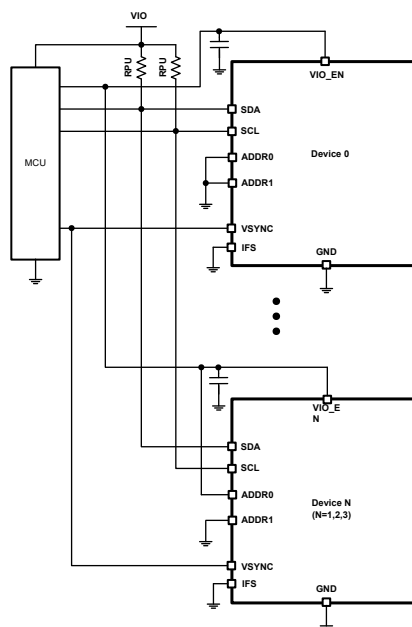 VIO
RPU
RPU
VIO_EN
MCU
SDA
SCL
ADDR0
ADDR1
VSYNC
IFS
Device 0
GND
VIO_E
N
SDA
SCL
ADDR0
ADDR1
VSYNC
IFS
Device N
(N=1,2,3)
GND